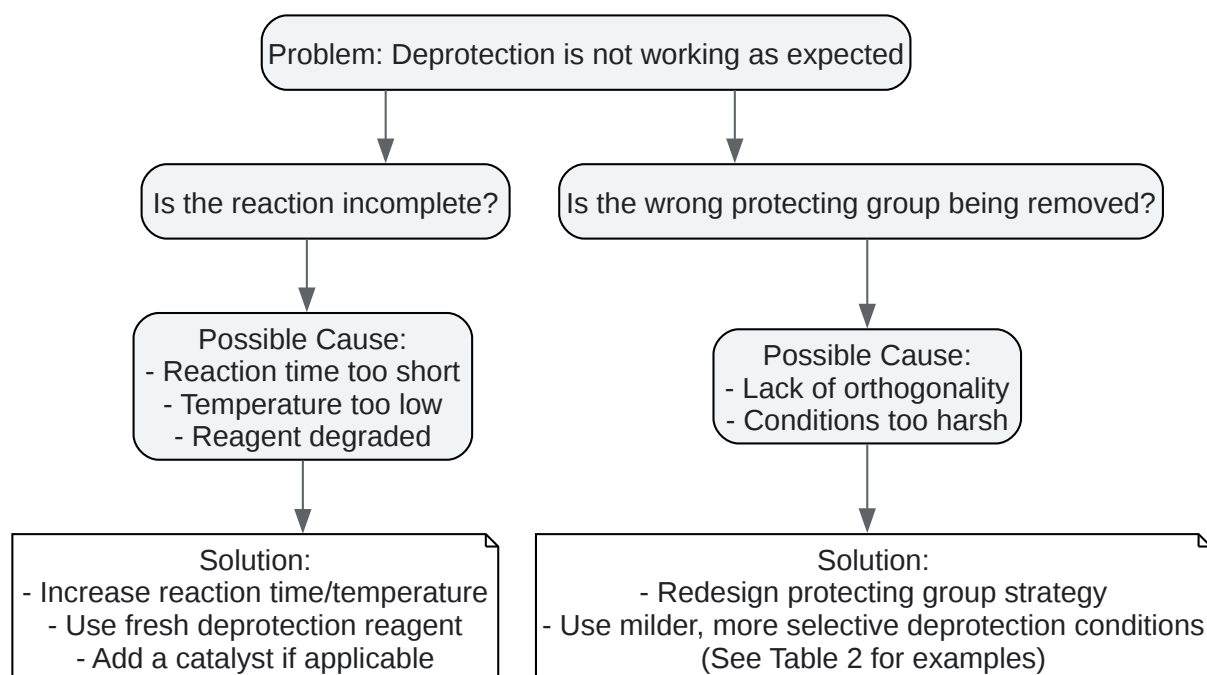 Problem: Deprotection is not working as expected
Is the reaction incomplete?
Is the wrong protecting group being removed?
Possible Cause:
- Reaction time too short
- Temperature too low
- Reagent degraded
Possible Cause:
- Lack of orthogonality
- Conditions too harsh
Solution:
- Increase reaction time/temperature
- Use fresh deprotection reagent
- Add a catalyst if applicable
Solution:
- Redesign protecting group strategy
- Use milder, more selective deprotection conditions
(See Table 2 for examples)